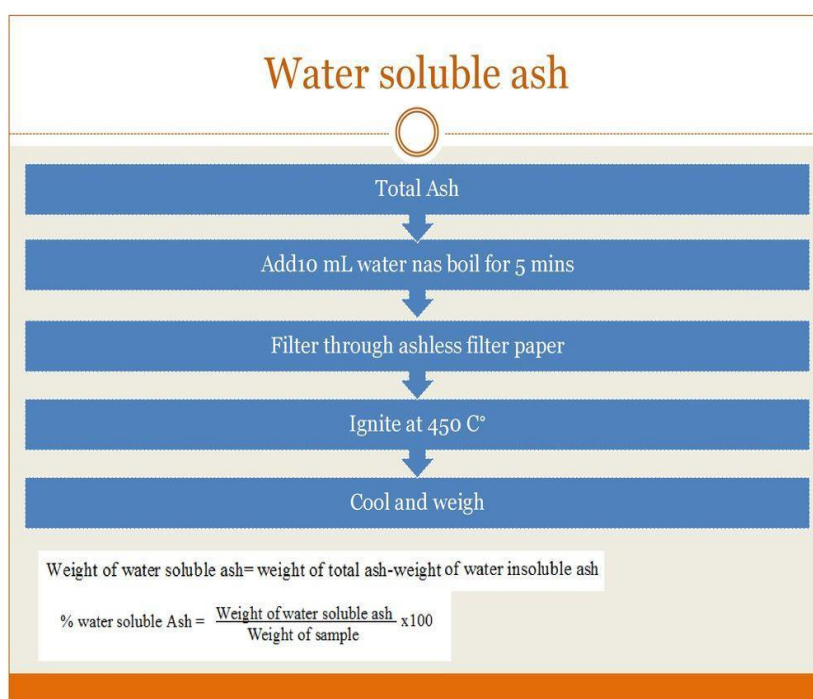 Water soluble ash
Total Ash
Add10 mL water nas boil for 5 mins
Filter through ashless filter paper
Ignite at 450 C°
Cool and weigh
Weight of water soluble ash= weight of total ash-weight of water insoluble ash
% water soluble Ash = Weight of water soluble ash x100
Weight of sample